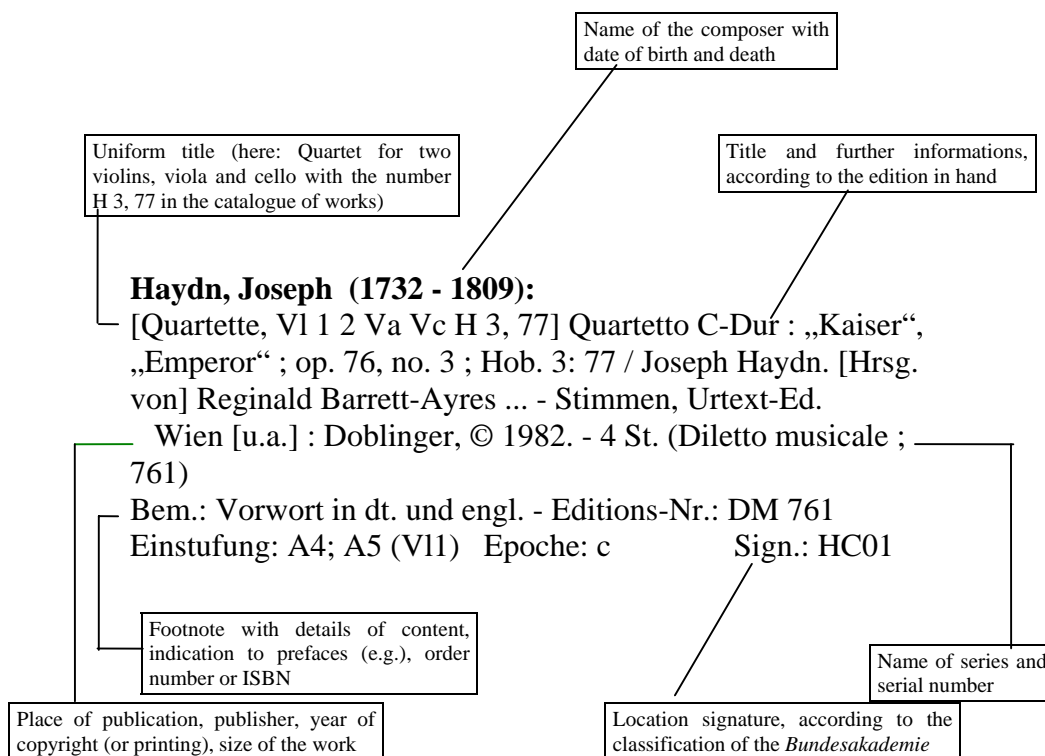 Name of the composer with
date of birth and death
Uniform title (here: Quartet for two
violins, viola and cello with the number
H 3, 77 in the catalogue of works)
Title and further informations,
according to the edition in hand
Haydn, Joseph (1732 - 1809):
[Quartette, Vl 1 2 Va Vc H 3, 77] Quartetto C-Dur : „Kaiser“,
„Emperor“ ; op. 76, no. 3 ; Hob. 3: 77 / Joseph Haydn. [Hrsg.
von] Reginald Barrett-Ayres ... - Stimmen, Urtext-Ed.
Wien [u.a.] : Doblinger, © 1982. - 4 St. (Diletto musicale ;
761)
Bem.: Vorwort in dt. und engl. - Editions-Nr.: DM 761
Einstufung: A4; A5 (Vl1) Epoche: c Sign.: HC01
Footnote with details of content,
indication to prefaces (e.g.), order
number or ISBN
Name of series and
serial number
Place of publication, publisher, year of
copyright (or printing), size of the work
Location signature, according to the
classification of the Bundesakademie